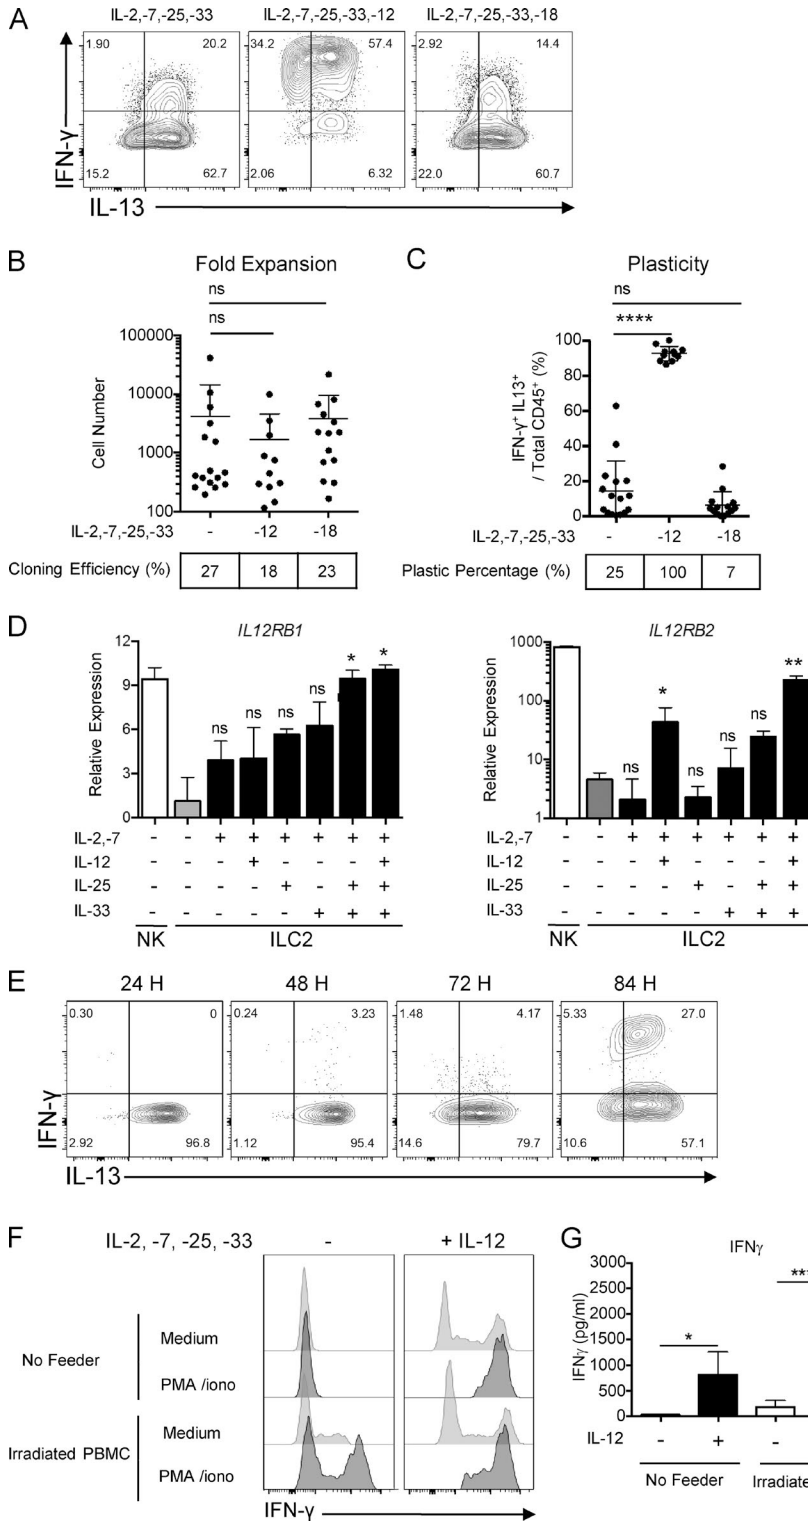 A
IL-2,-7,-25,-33
IL-2,-7,-25,-33,-12
IL-2,-7,-25,-33,-18
1.90
20.2
34.2
57.4
2.92
14.4
IFN-γ
15.2
62.7
2.06
6.32
22.0
60.7
IL-13
B
Fold Expansion
ns
ns
100000
10000
1000
100
Cell Number
IL-2,-7,-25,-33
- -12 -18
Cloning Efficiency (%) 27 18 23
C
Plasticity
ns
****
100
80
60
40
20
0
IFN-γ+ IL13+
/ Total CD45+ (%)
IL-2,-7,-25,-33
- -12 -18
Plastic Percentage (%) 25 100 7
D
IL12RB1
12
9
6
3
0
Relative Expression
ns ns ns ns * *
IL-2,-7 - - + + + + + +
IL-12 - - - + - - - +
IL-25 - - - - + - + +
IL-33 - - - - - + + +
NK ILC2
IL12RB2
1000
100
10
1
Relative Expression
ns * ns ns ns **
IL-2,-7 - - + + + + + +
IL-12 - - - + - - - +
IL-25 - - - - + - + +
IL-33 - - - - - + + +
NK ILC2
E
24 H
48 H
72 H
84 H
0.30
0
0.24
3.23
1.48
4.17
5.33
27.0
IFN-γ
2.92
96.8
1.12
95.4
14.6
79.7
10.6
57.1
IL-13
F
IL-2, -7, -25, -33 - + IL-12
No Feeder
Medium
PMA /iono
Irradiated PBMC
Medium
PMA /iono
IFN-γ
G
IFNγ
3000
2500
2000
1500
1000
500
0
IFNγ (pg/ml)
*
IL-12 - + -
No Feeder